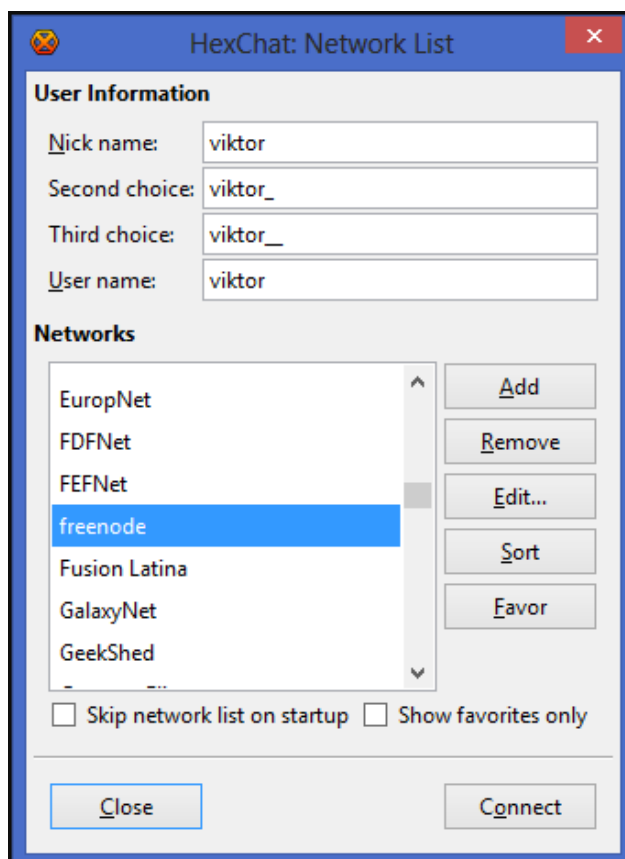 HexChat: Network List
User Information
Nick name: viktor
Second choice: viktor_
Third choice: viktor__
User name: viktor
Networks
EuropNet
FDFNet
FEFNet
freenode
Fusion Latina
GalaxyNet
GeekShed
Add
Remove
Edit...
Sort
Favor
Skip network list on startup Show favorites only
Close Connect